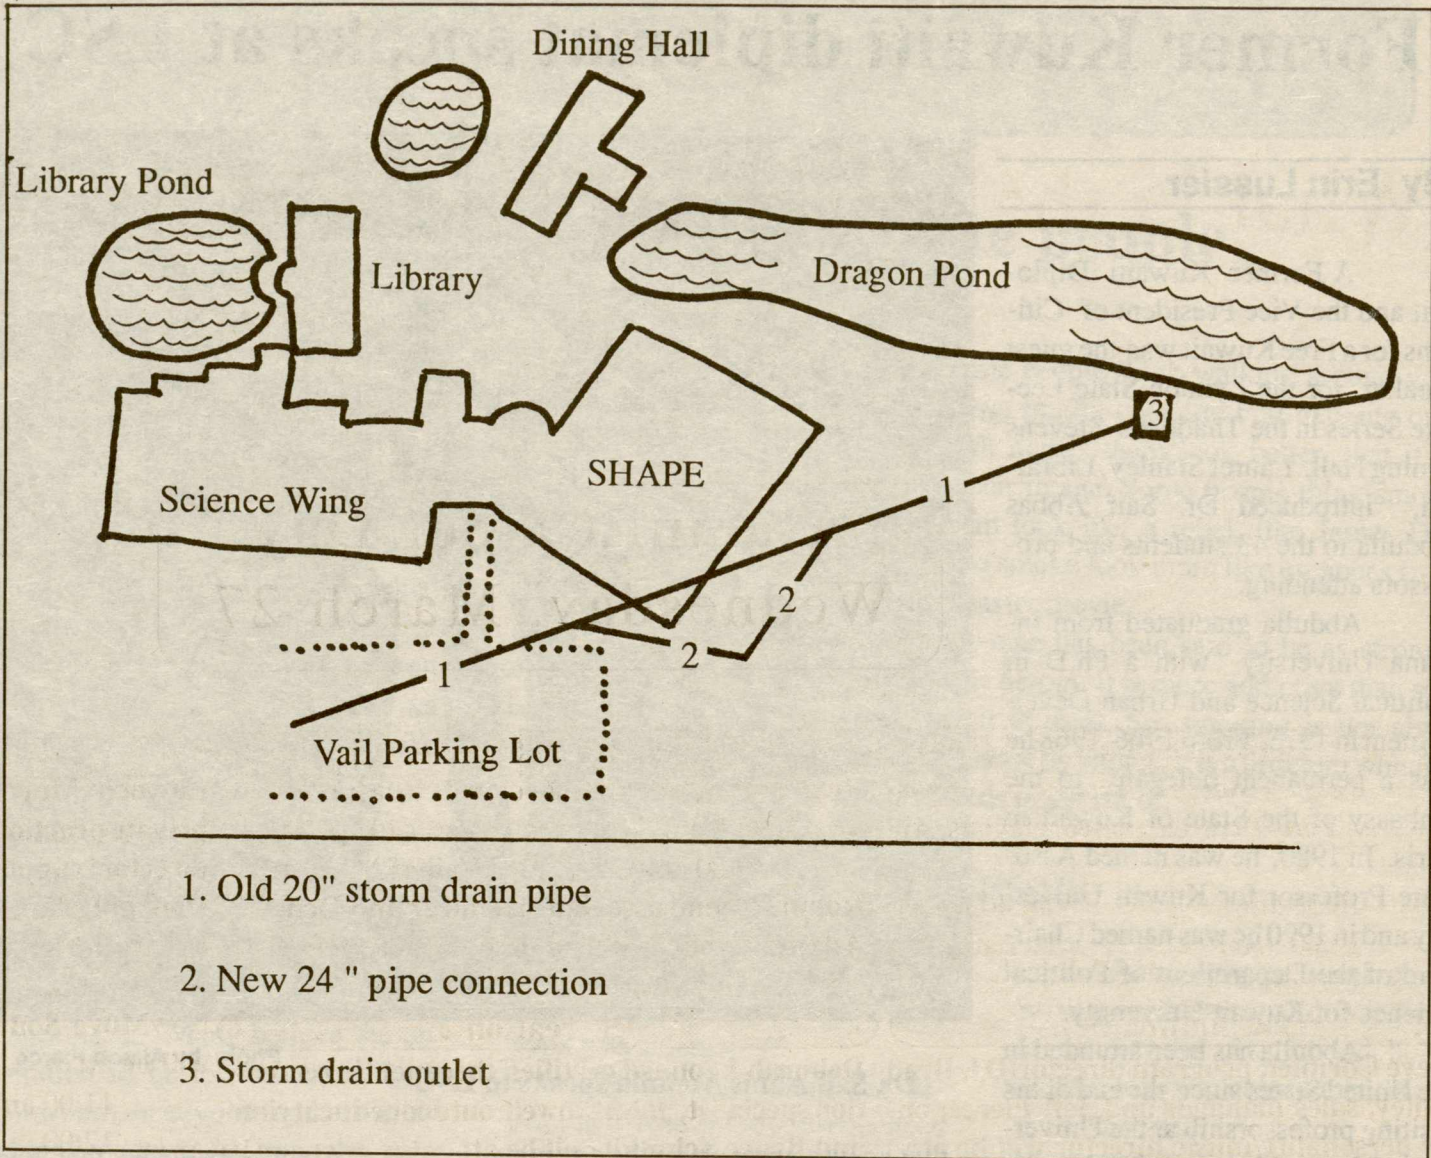 Dining Hall
Library Pond
Library
Dragon Pond
3
SHAPE
Science Wing
1
2
2
1
Vail Parking Lot
1. Old 20" storm drain pipe
2. New 24 " pipe connection
3. Storm drain outlet